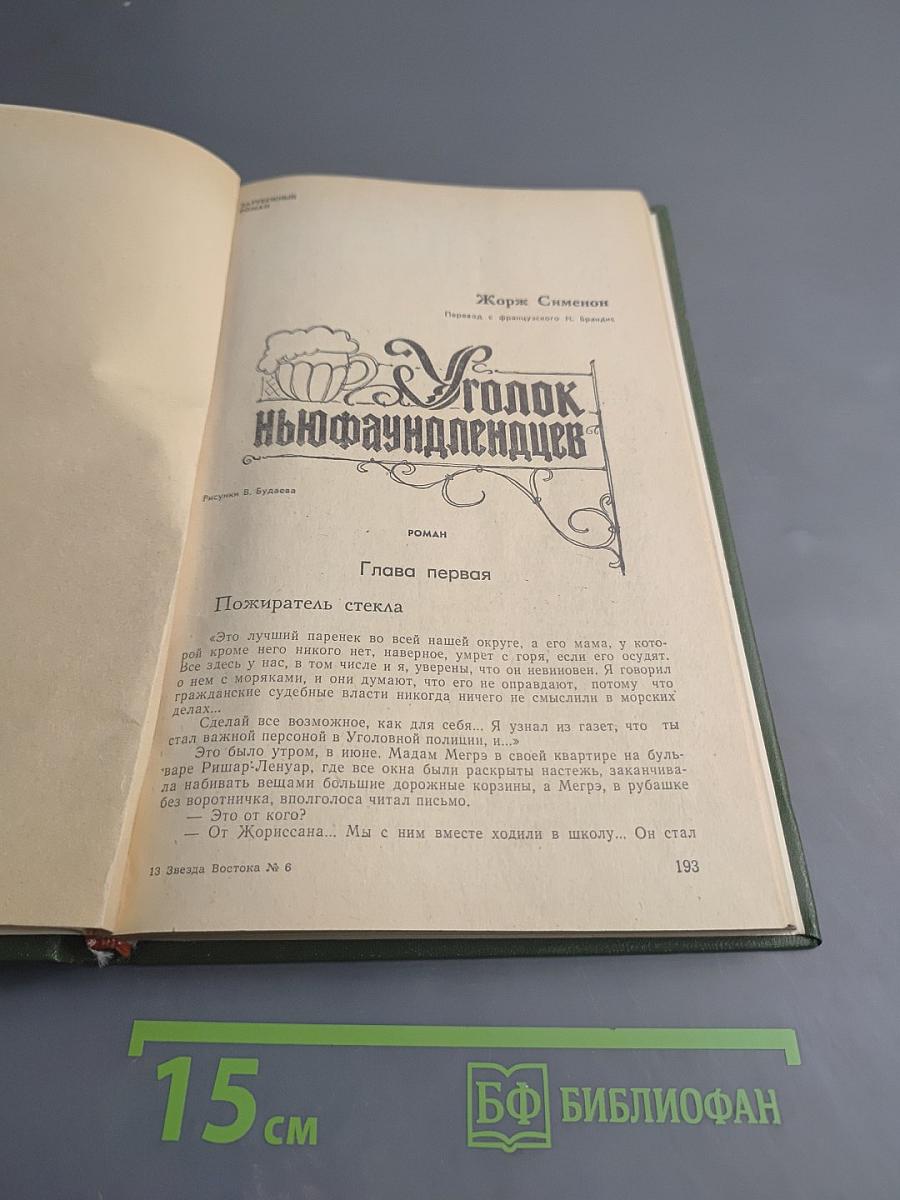 ЗАРУБЕЖНЫЙ
РОМАН
Жорж Сименон
Перевод с французского Н. Брандис
Уголок
ньюфаундлендцев
Рисунки В. Будаева
РОМАН
Глава первая
Пожиратель стекла
«Это лучший паренек во всей нашей округе, а его мама, у кото-
рой кроме него никого нет, наверное, умрет с горя, если его осудят.
Все здесь у нас, в том числе и я, уверены, что он невиновен. Я говорил
о нем с моряками, и они думают, что его не оправдают, потому что
гражданские судебные власти никогда ничего не смыслили в морских
делах...
Сделай все возможное, как для себя... Я узнал из газет, что ты
стал важной персоной в Уголовной полиции, и...»
Это было утром, в июне. Мадам Мегрэ в своей квартире на буль-
варе Ришар-Ленуар, где все окна были раскрыты настежь, заканчива-
ла набивать вещами большие дорожные корзины, а Мегрэ, в рубашке
без воротничка, вполголоса читал письмо.
— Это от кого?
— От Жориссана... Мы с ним вместе ходили в школу... Он стал
13 Звезда Востока № 6
193
15 см
БФ БИБЛИОФАН